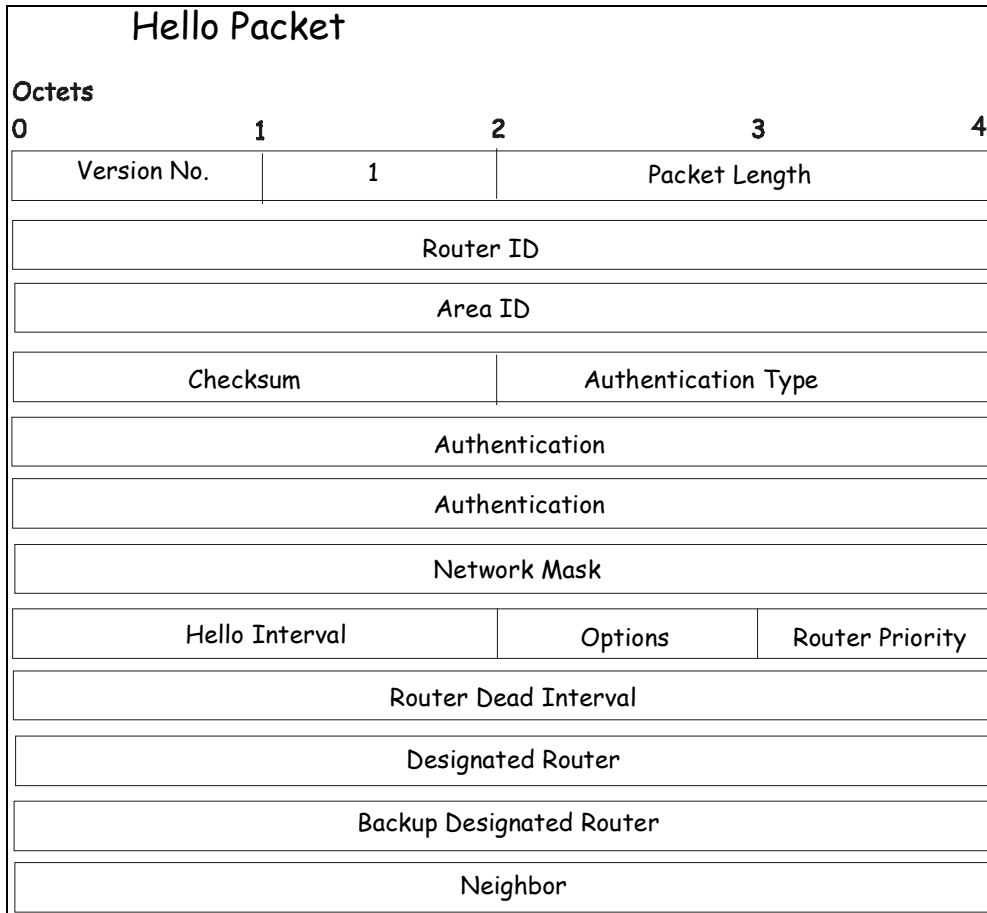 Hello Packet
Octets
0 1 2 3 4
Version No. 1 Packet Length
Router ID
Area ID
Checksum Authentication Type
Authentication
Authentication
Network Mask
Hello Interval Options Router Priority
Router Dead Interval
Designated Router
Backup Designated Router
Neighbor